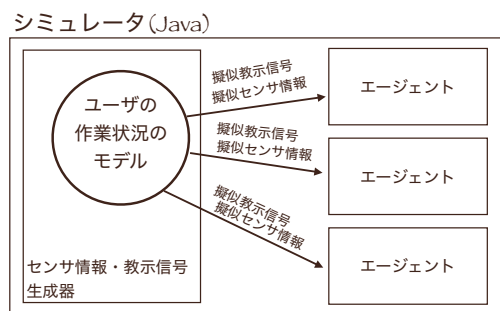 シミュレータ(Java)
ユーザの
作業状況の
モデル
センサ情報・教示信号
生成器
擬似教示信号
擬似センサ情報
エージェント
擬似教示信号
擬似センサ情報
エージェント
擬似教示信号
擬似センサ情報
エージェント